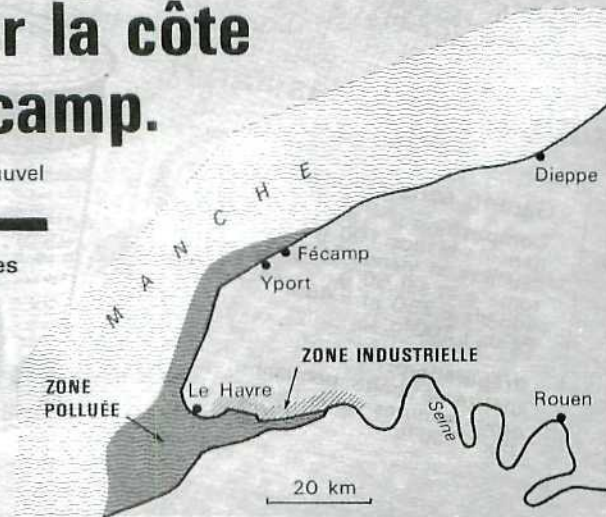 r la côte
camp.
uvel
es
MANCHE
Dieppe
Fécamp
Yport
ZONE INDUSTRIELLE
ZONE
POLLUÉE
Le Havre
Seine
Rouen
20 km